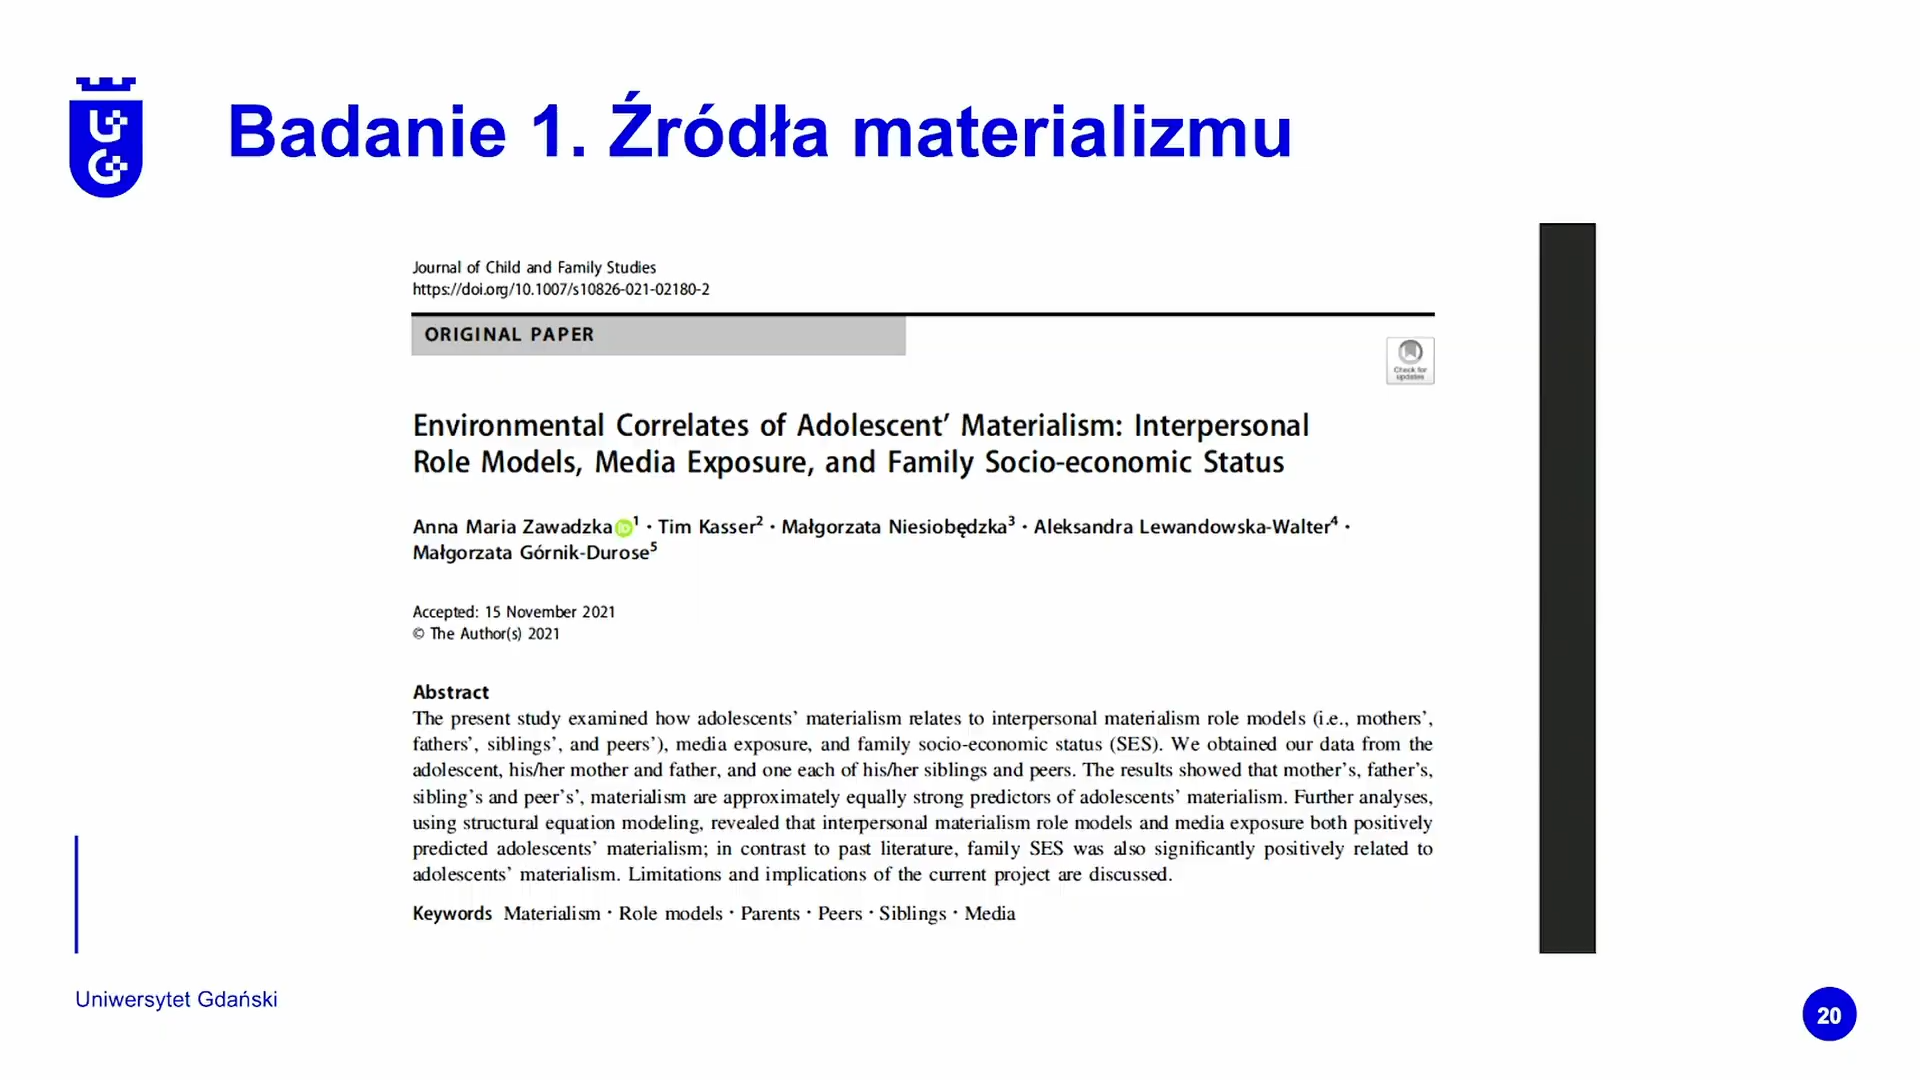 UG
Badanie 1. Źródła materializmu
Journal of Child and Family Studies
https://doi.org/10.1007/s10826-021-02180-2
ORIGINAL PAPER
Check for
updates
Environmental Correlates of Adolescent’ Materialism: Interpersonal
Role Models, Media Exposure, and Family Socio-economic Status
Anna Maria Zawadzka iD 1 · Tim Kasser2 · Małgorzata Niesiobędzka3 · Aleksandra Lewandowska-Walter4 ·
Małgorzata Górnik-Durose5
Accepted: 15 November 2021
© The Author(s) 2021
Abstract
The present study examined how adolescents’ materialism relates to interpersonal materialism role models (i.e., mothers’,
fathers’, siblings’, and peers’), media exposure, and family socio-economic status (SES). We obtained our data from the
adolescent, his/her mother and father, and one each of his/her siblings and peers. The results showed that mother’s, father’s,
sibling’s and peer’s’, materialism are approximately equally strong predictors of adolescents’ materialism. Further analyses,
using structural equation modeling, revealed that interpersonal materialism role models and media exposure both positively
predicted adolescents’ materialism; in contrast to past literature, family SES was also significantly positively related to
adolescents’ materialism. Limitations and implications of the current project are discussed.
Keywords Materialism · Role models · Parents · Peers · Siblings · Media
Uniwersytet Gdański
20